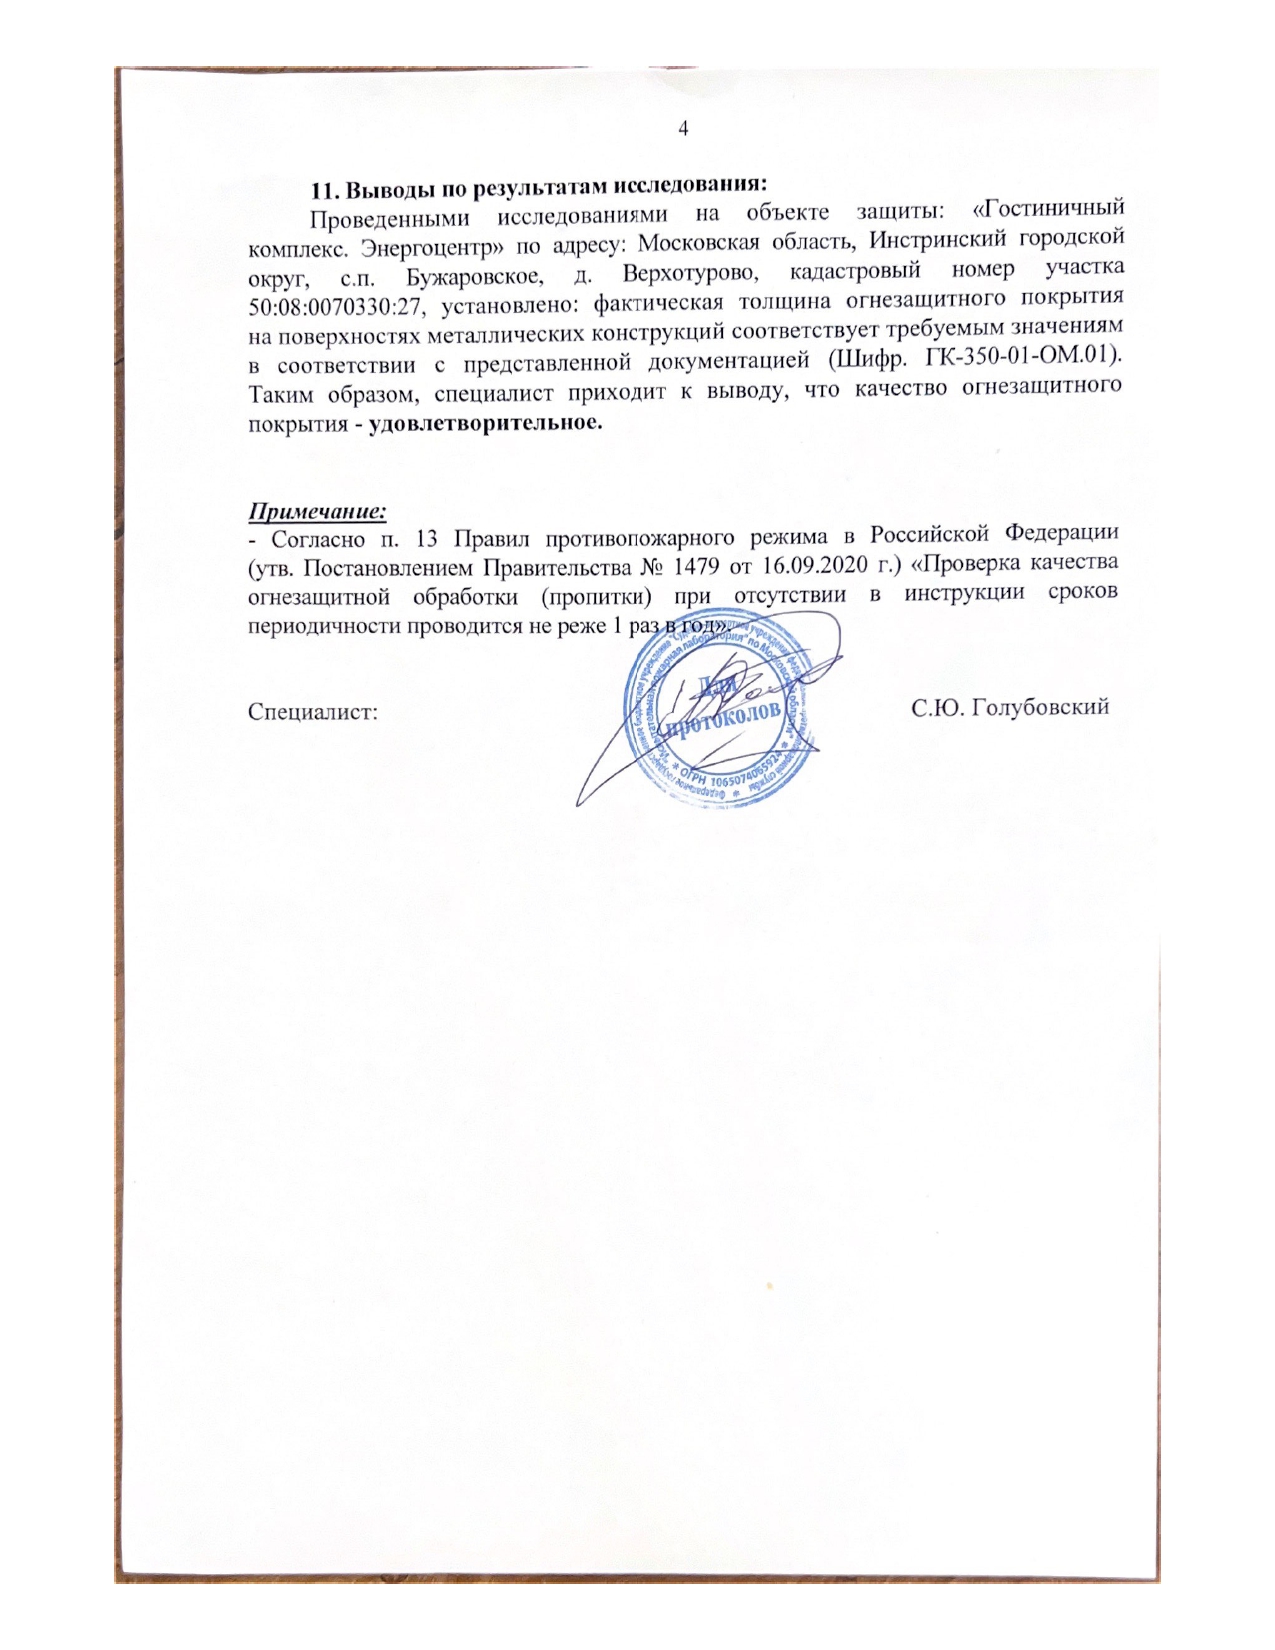 4
11. Выводы по результатам исследования:
Проведенными исследованиями на объекте защиты: «Гостиничный
комплекс. Энергоцентр» по адресу: Московская область, Инстринский городской
округ, с.п. Бужаровское, д. Верхотурово, кадастровый номер участка
50:08:0070330:27, установлено: фактическая толщина огнезащитного покрытия
на поверхностях металлических конструкций соответствует требуемым значениям
в соответствии с представленной документацией (Шифр. ГК-350-01-ОМ.01).
Таким образом, специалист приходит к выводу, что качество огнезащитного
покрытия - удовлетворительное.
Примечание:
- Согласно п. 13 Правил противопожарного режима в Российской Федерации
(утв. Постановлением Правительства № 1479 от 16.09.2020 г.) «Проверка качества
огнезащитной обработки (пропитки) при отсутствии в инструкции сроков
периодичности проводится не реже 1 раз в год».
Специалист:
Для
протоколов
* ОГРН 1065074065924 *
пожарная лаборатория" по Московской области"
С.Ю. Голубовский